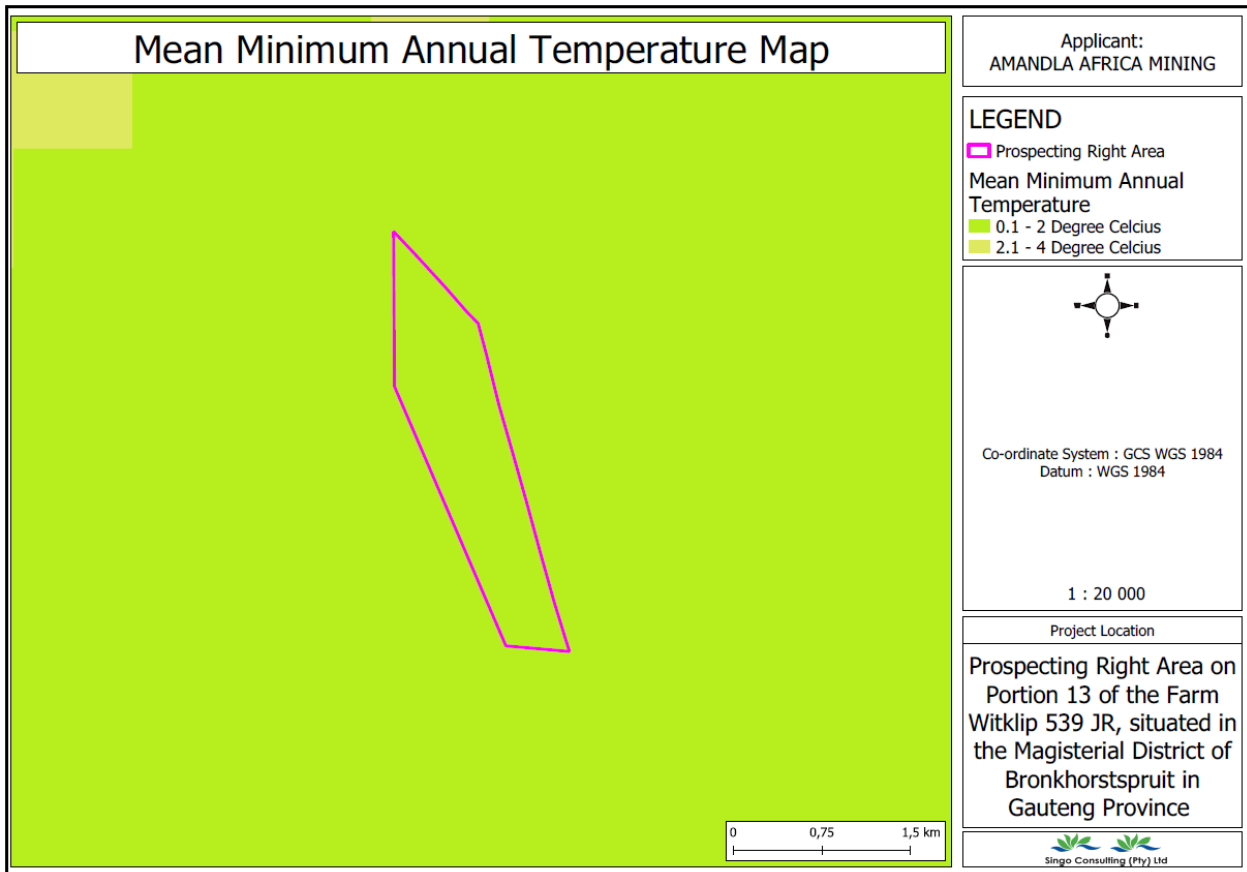 Mean Minimum Annual Temperature Map
Applicant:
AMANDLA AFRICA MINING
LEGEND
Prospecting Right Area
Mean Minimum Annual
Temperature
0.1 - 2 Degree Celcius
2.1 - 4 Degree Celcius
Co-ordinate System : GCS WGS 1984
Datum : WGS 1984
1 : 20 000
Project Location
Prospecting Right Area on
Portion 13 of the Farm
Witklip 539 JR, situated in
the Magisterial District of
Bronkhorstspruit in
Gauteng Province
0 0,75 1,5 km
Singo Consulting (Pty) Ltd